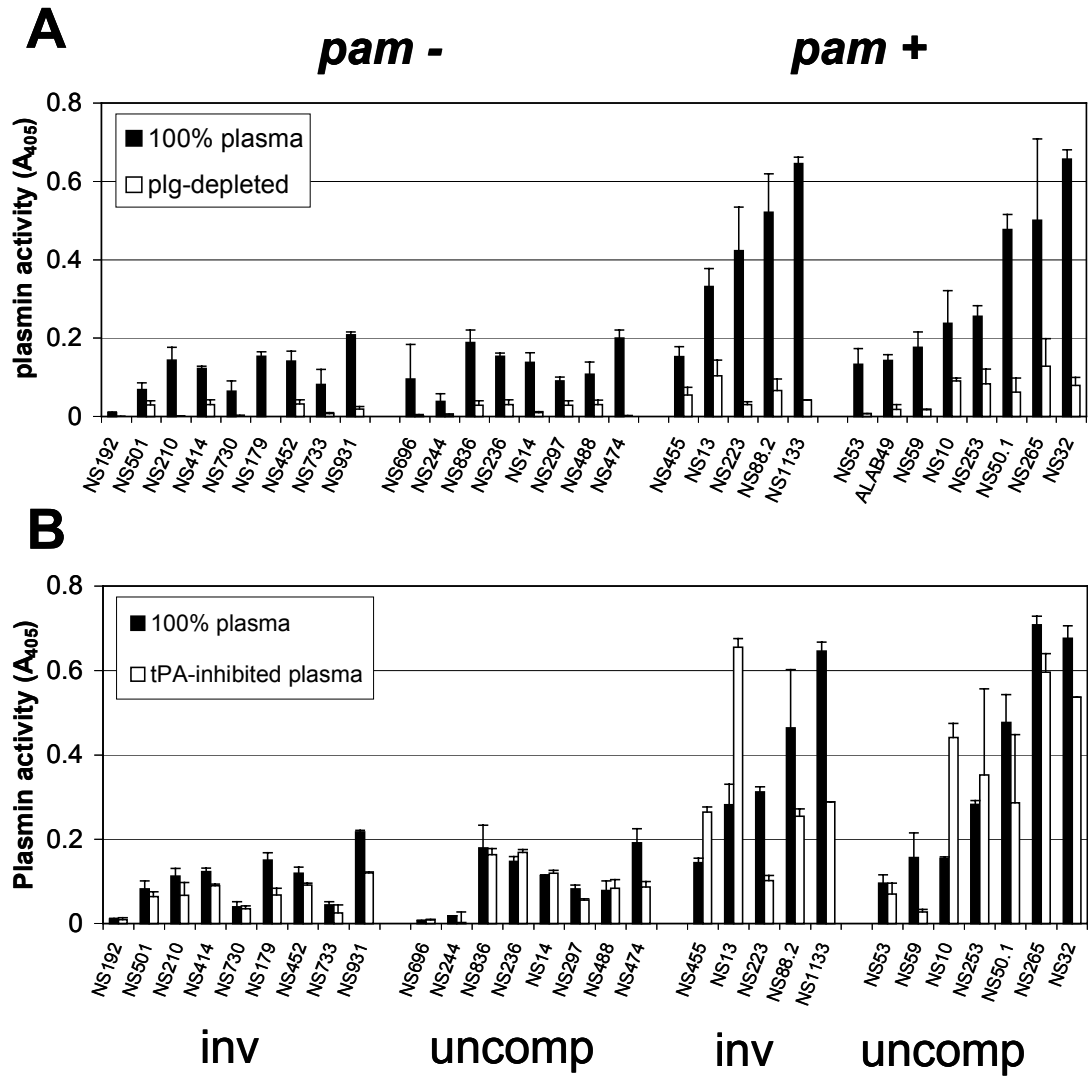 A
pam - pam +
plasmin activity (A405)
0.8
0.6
0.4
0.2
0
100% plasma
plg-depleted
NS192 NS501 NS210 NS414 NS730 NS179 NS452 NS733 NS931 NS696 NS244 NS836 NS236 NS14 NS297 NS488 NS474 NS455 NS13 NS223 NS88.2 NS1133 NS53 ALAB49 NS59 NS10 NS253 NS50.1 NS265 NS32
B
Plasmin activity (A405)
0.8
0.6
0.4
0.2
0
100% plasma
tPA-inhibited plasma
NS192 NS501 NS210 NS414 NS730 NS179 NS452 NS733 NS931 NS696 NS244 NS836 NS236 NS14 NS297 NS488 NS474 NS455 NS13 NS223 NS88.2 NS1133 NS53 NS59 NS10 NS253 NS50.1 NS265 NS32
inv uncomp inv uncomp